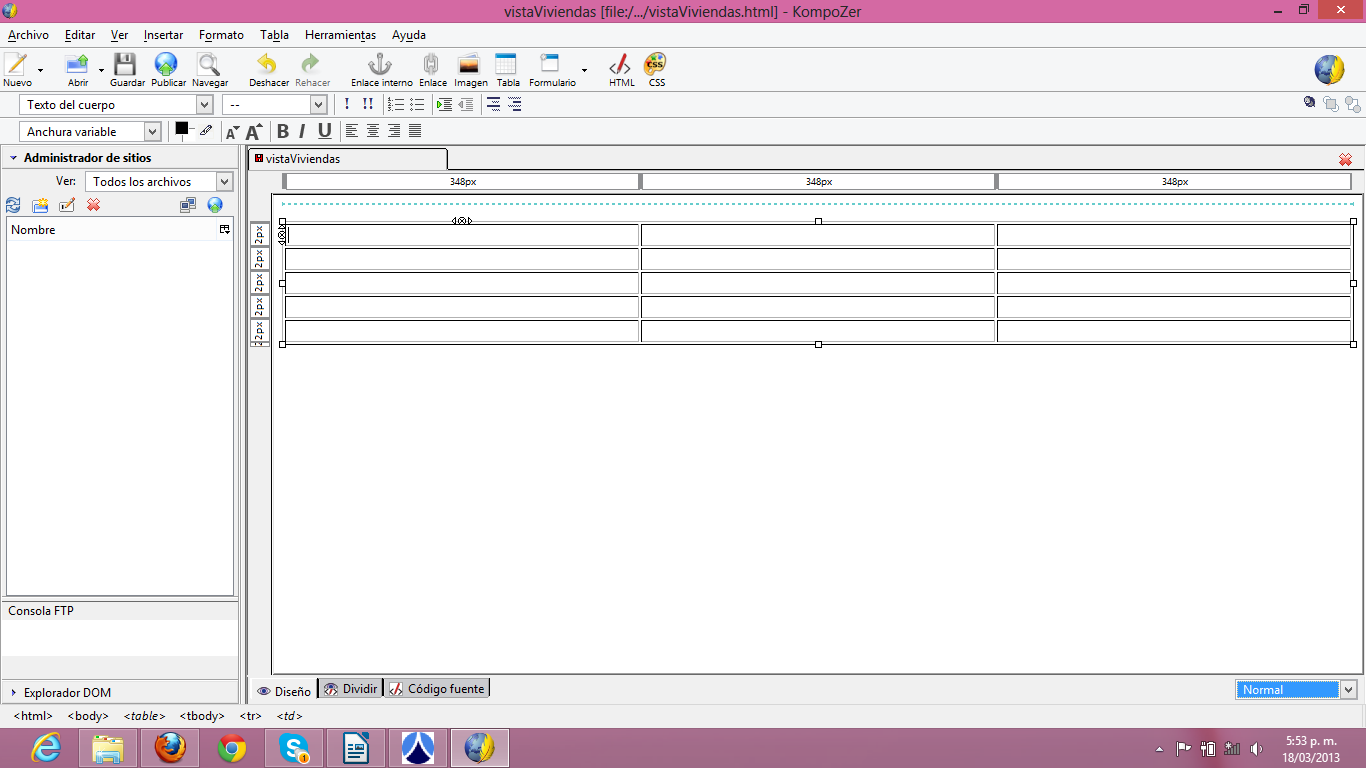 vistaViviendas [file:/.../vistaViviendas.html] - KompoZer
Archivo Editar Ver Insertar Formato Tabla Herramientas Ayuda
Nuevo Abrir Guardar Publicar Navegar Deshacer Rehacer Enlace interno Enlace Imagen Tabla Formulario HTML CSS
Texto del cuerpo -- ! !!
Anchura variable A A B I U
Administrador de sitios
Ver: Todos los archivos
Nombre
Consola FTP
Explorador DOM
vistaViviendas
348px 348px 348px
2px
2px
2px
2px
22px
Diseño Dividir Código fuente Normal
<html> <body> <table> <tbody> <tr> <td>
5:53 p. m.
18/03/2013